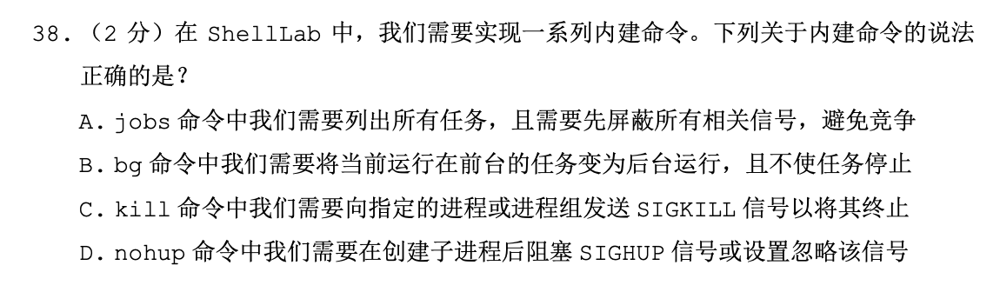 38. (2 分)在 ShellLab 中，我们需要实现一系列内建命令。下列关于内建命令的说法
正确的是？
A. jobs 命令中我们需要列出所有任务，且需要先屏蔽所有相关信号，避免竞争
B. bg 命令中我们需要将当前运行在前台的任务变为后台运行，且不使任务停止
C. kill 命令中我们需要向指定的进程或进程组发送 SIGKILL 信号以将其终止
D. nohup 命令中我们需要在创建子进程后阻塞 SIGHUP 信号或设置忽略该信号